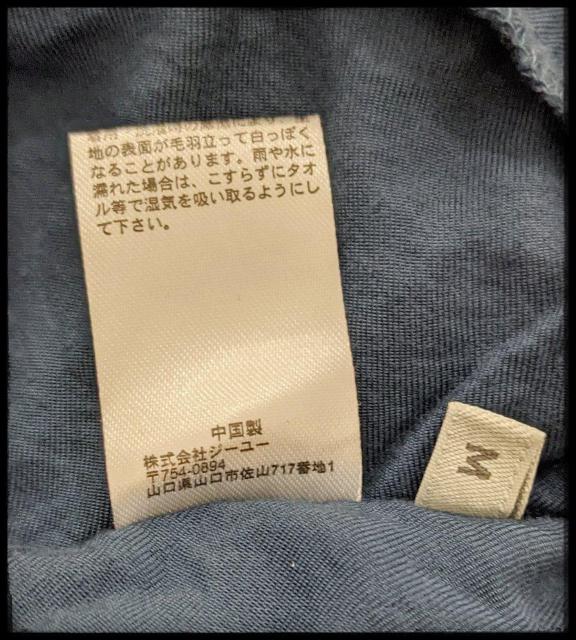 地の表面が毛羽立って白っぽく
なることがあります。雨や水に
濡れた場合は、こすらずにタオ
ル等で湿気を吸い取るようにし
て下さい。
中国製
株式会社ジーユー
〒754-0894
山口県山口市佐山717番地1
M